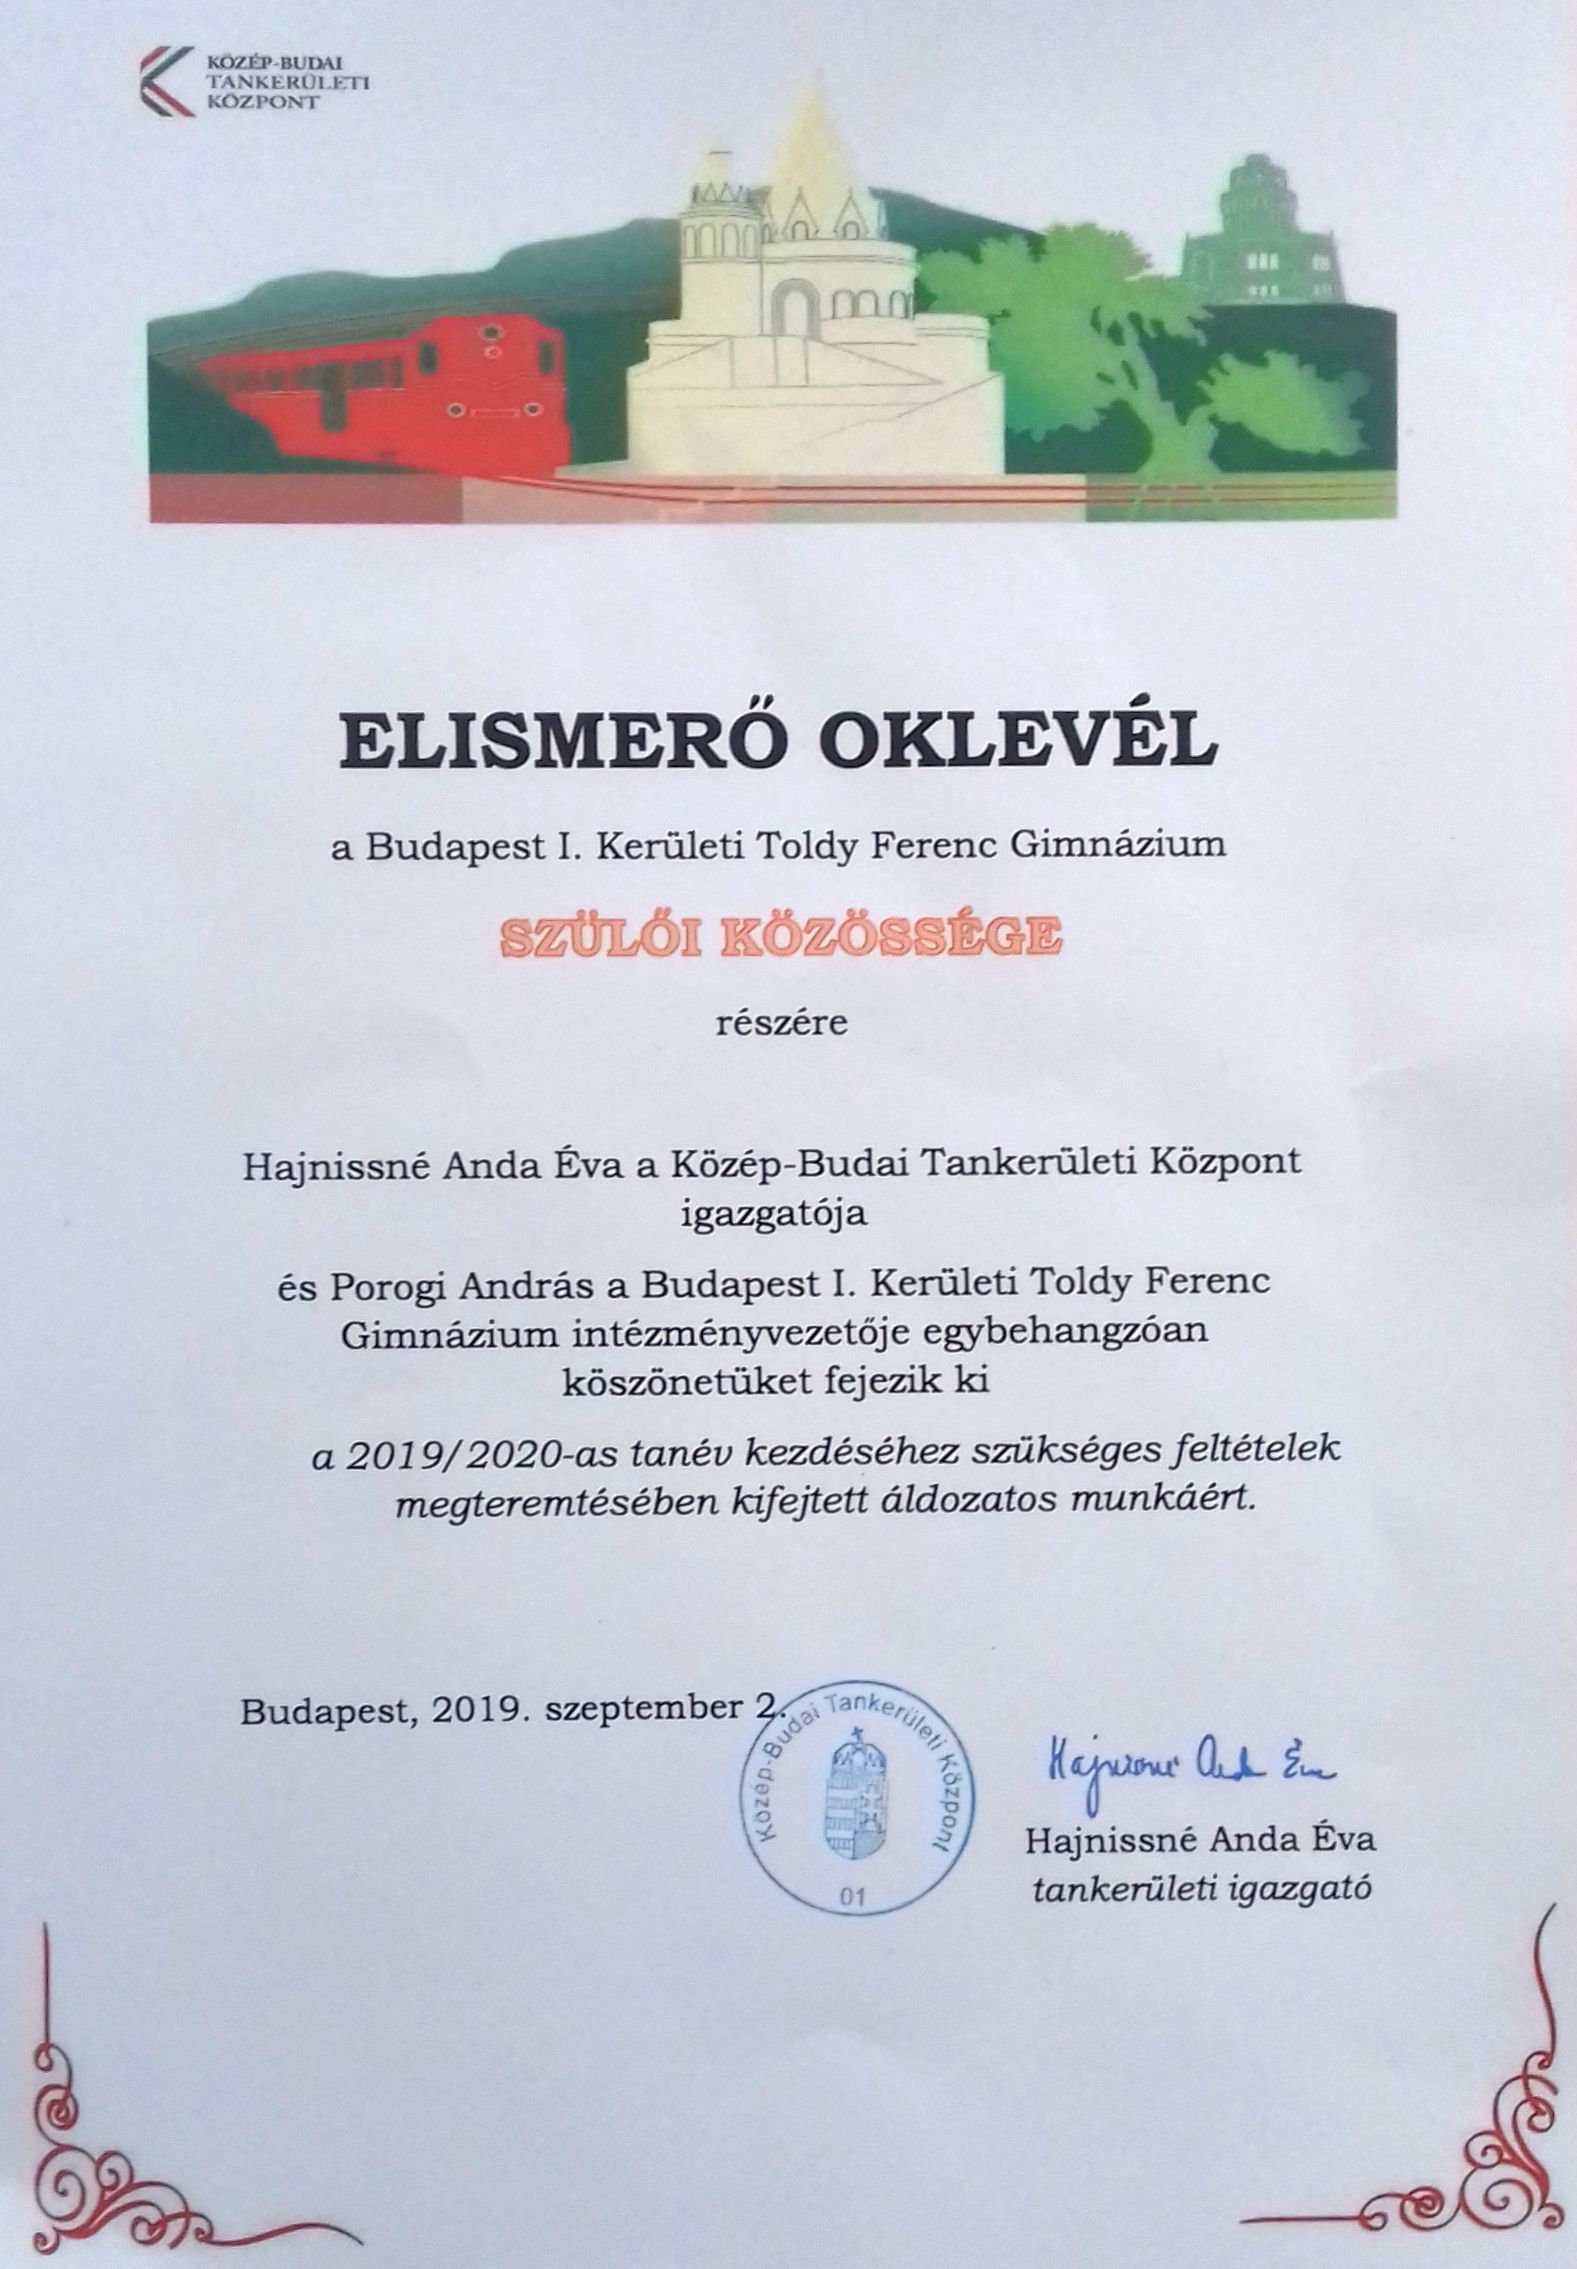 KÖZÉP-BUDAI
TANKERÜLETI
KÖZPONT
ELISMERŐ OKLEVÉL
a Budapest I. Kerületi Toldy Ferenc Gimnázium
SZÜLŐI KÖZÖSSÉGE
részére
Hajnissné Anda Éva a Közép-Budai Tankerületi Központ
igazgatója
és Porogi András a Budapest I. Kerületi Toldy Ferenc
Gimnázium intézményvezetője egybehangzóan
köszönetüket fejezik ki
a 2019/2020-as tanév kezdéséhez szükséges feltételek
megteremtésében kifejtett áldozatos munkáért.
Budapest, 2019. szeptember 2.
Közép-Budai Tankerületi Központ
01
Hajnissné Anda Éva
Hajnissné Anda Éva
tankerületi igazgató